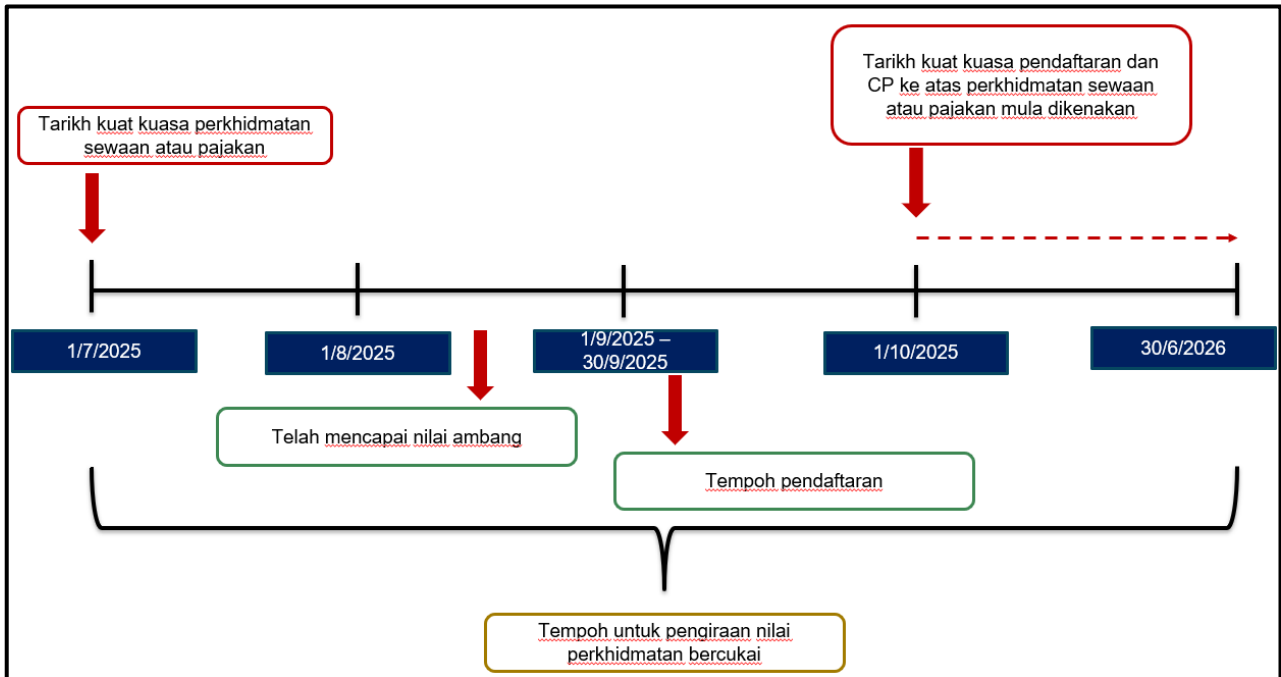 Tarikh kuat kuasa pendaftaran dan
CP ke atas perkhidmatan sewaan
atau pajakan mula dikenakan
Tarikh kuat kuasa perkhidmatan
sewaan atau pajakan
1/7/2025
1/8/2025
1/9/2025 –
30/9/2025
1/10/2025
30/6/2026
Telah mencapai nilai ambang
Tempoh pendaftaran
Tempoh untuk pengiraan nilai
perkhidmatan bercukai